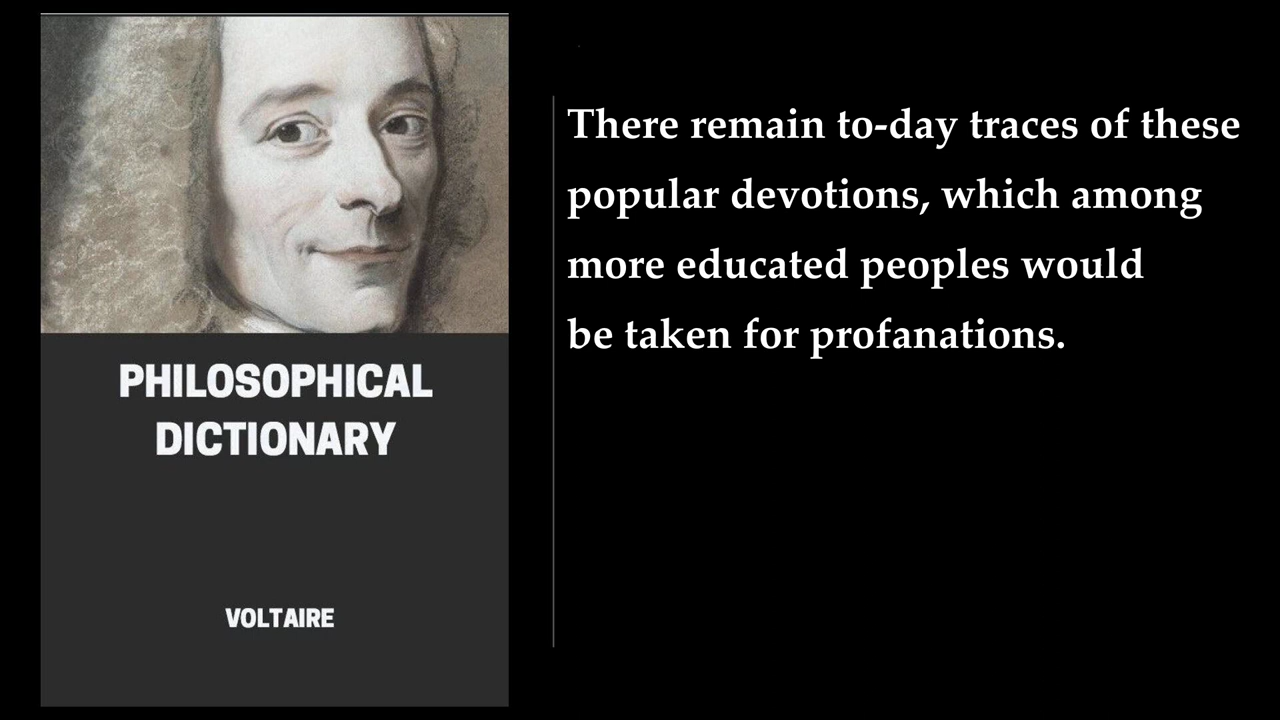 PHILOSOPHICAL
DICTIONARY
VOLTAIRE
There remain to-day traces of these
popular devotions, which among
more educated peoples would
be taken for profanations.